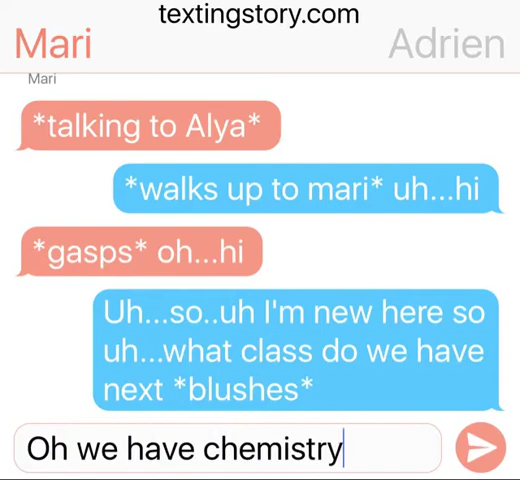 textingstory.com
Mari Adrien
Mari
*talking to Alya*
*walks up to mari* uh...hi
*gasps* oh...hi
Uh...so..uh I'm new here so
uh...what class do we have
next *blushes*
Oh we have chemistry